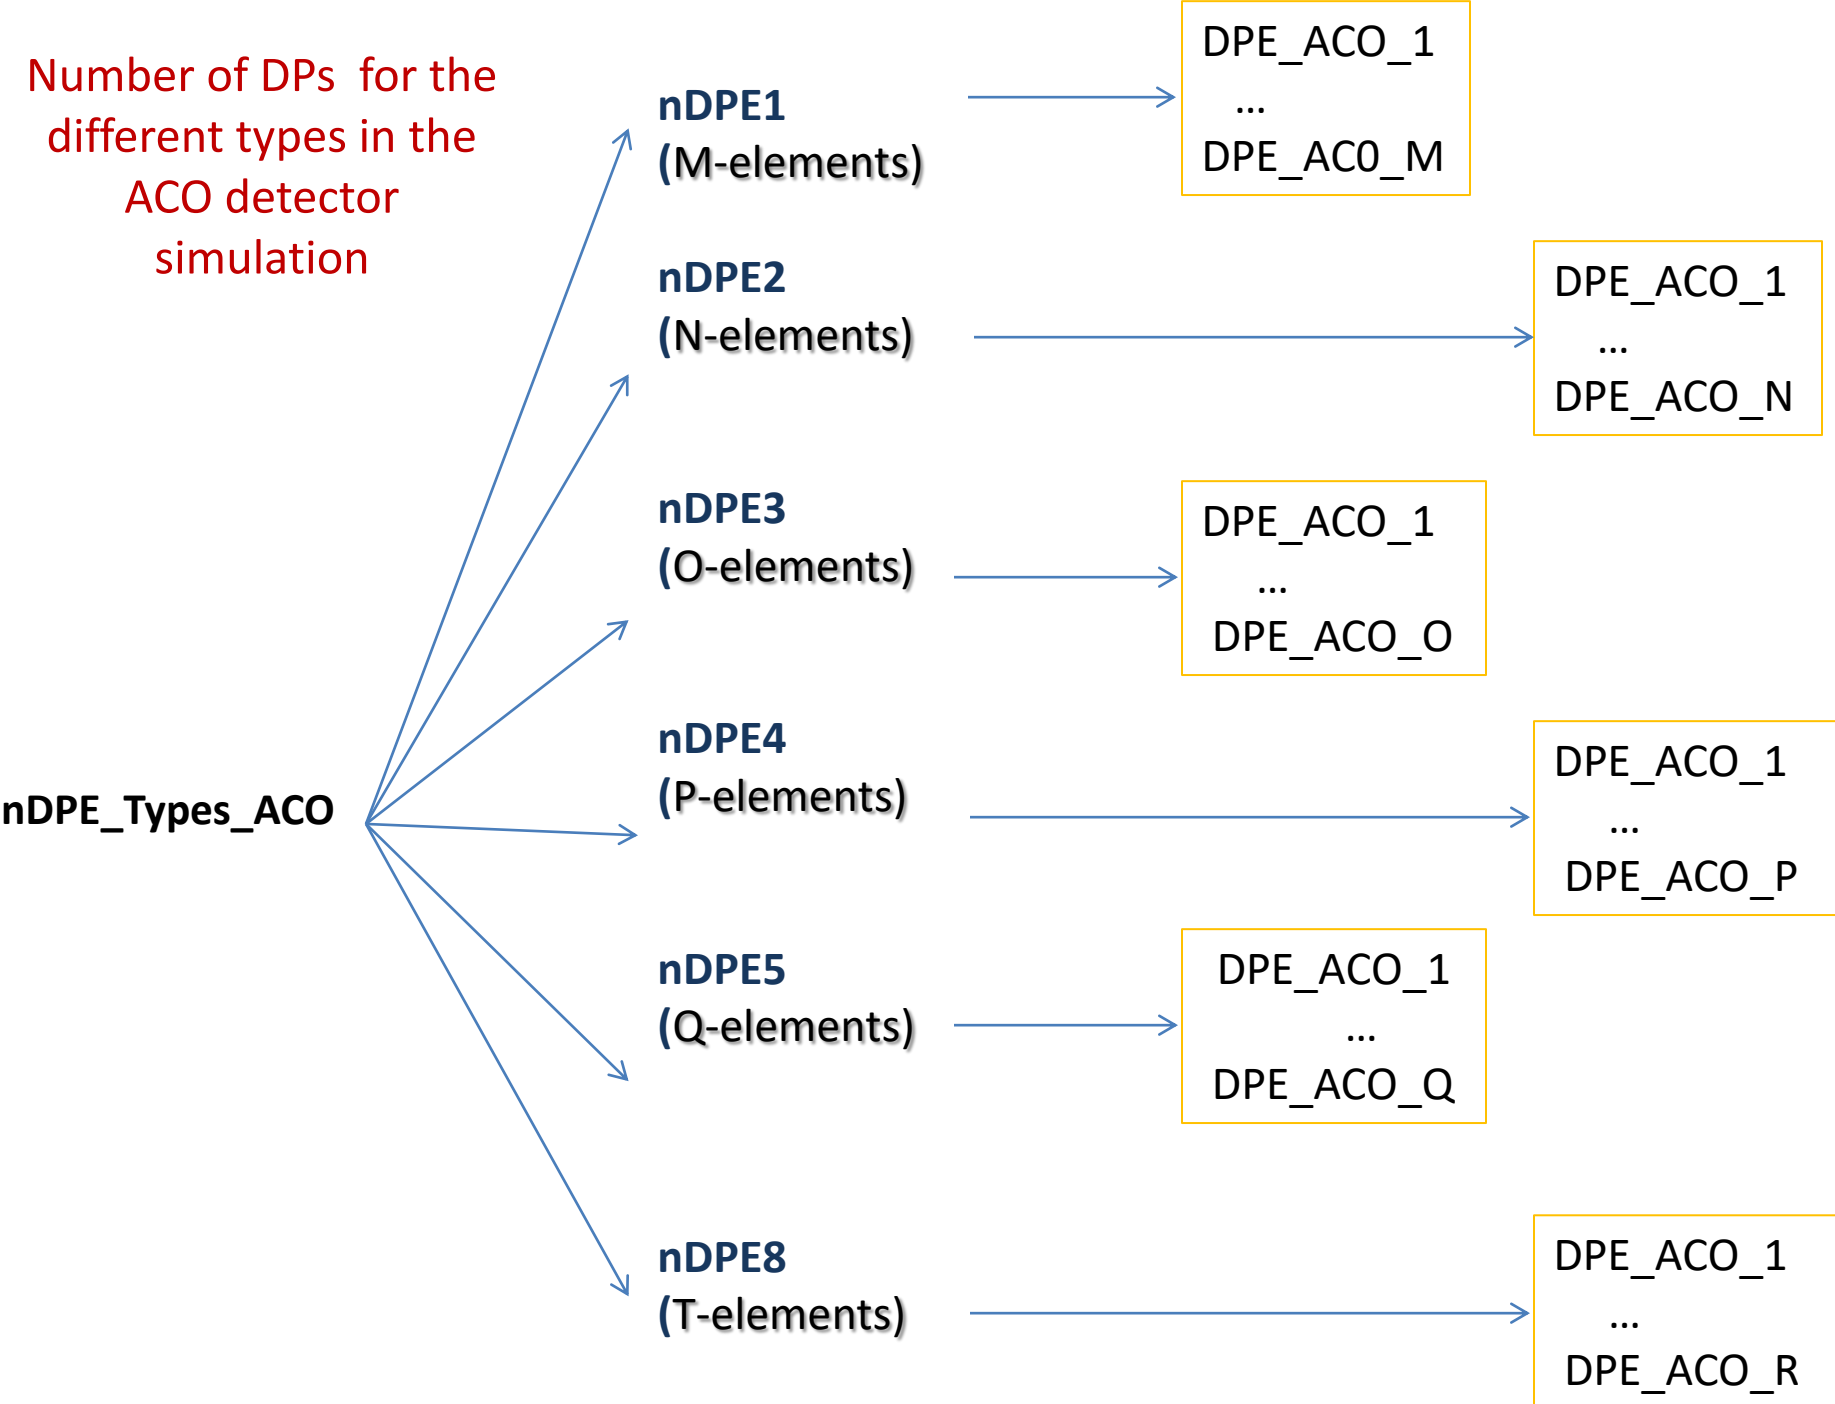 Number of DPs for the
different types in the
ACO detector
simulation
nDPE_Types_ACO
nDPE1
(M-elements)
DPE_ACO_1
...
DPE_AC0_M
nDPE2
(N-elements)
DPE_ACO_1
...
DPE_ACO_N
nDPE3
(O-elements)
DPE_ACO_1
...
DPE_ACO_O
nDPE4
(P-elements)
DPE_ACO_1
...
DPE_ACO_P
nDPE5
(Q-elements)
DPE_ACO_1
...
DPE_ACO_Q
nDPE8
(T-elements)
DPE_ACO_1
...
DPE_ACO_R